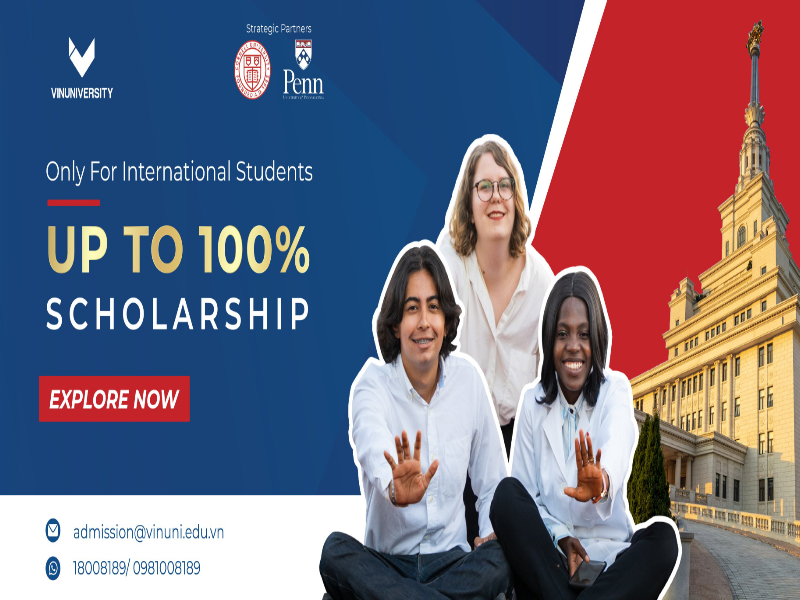 Strategic Partners
VINUNIVERSITY
Penn
Only For International Students
UP TO 100%
SCHOLARSHIP
EXPLORE NOW
admission@vinuni.edu.vn
18008189/ 0981008189